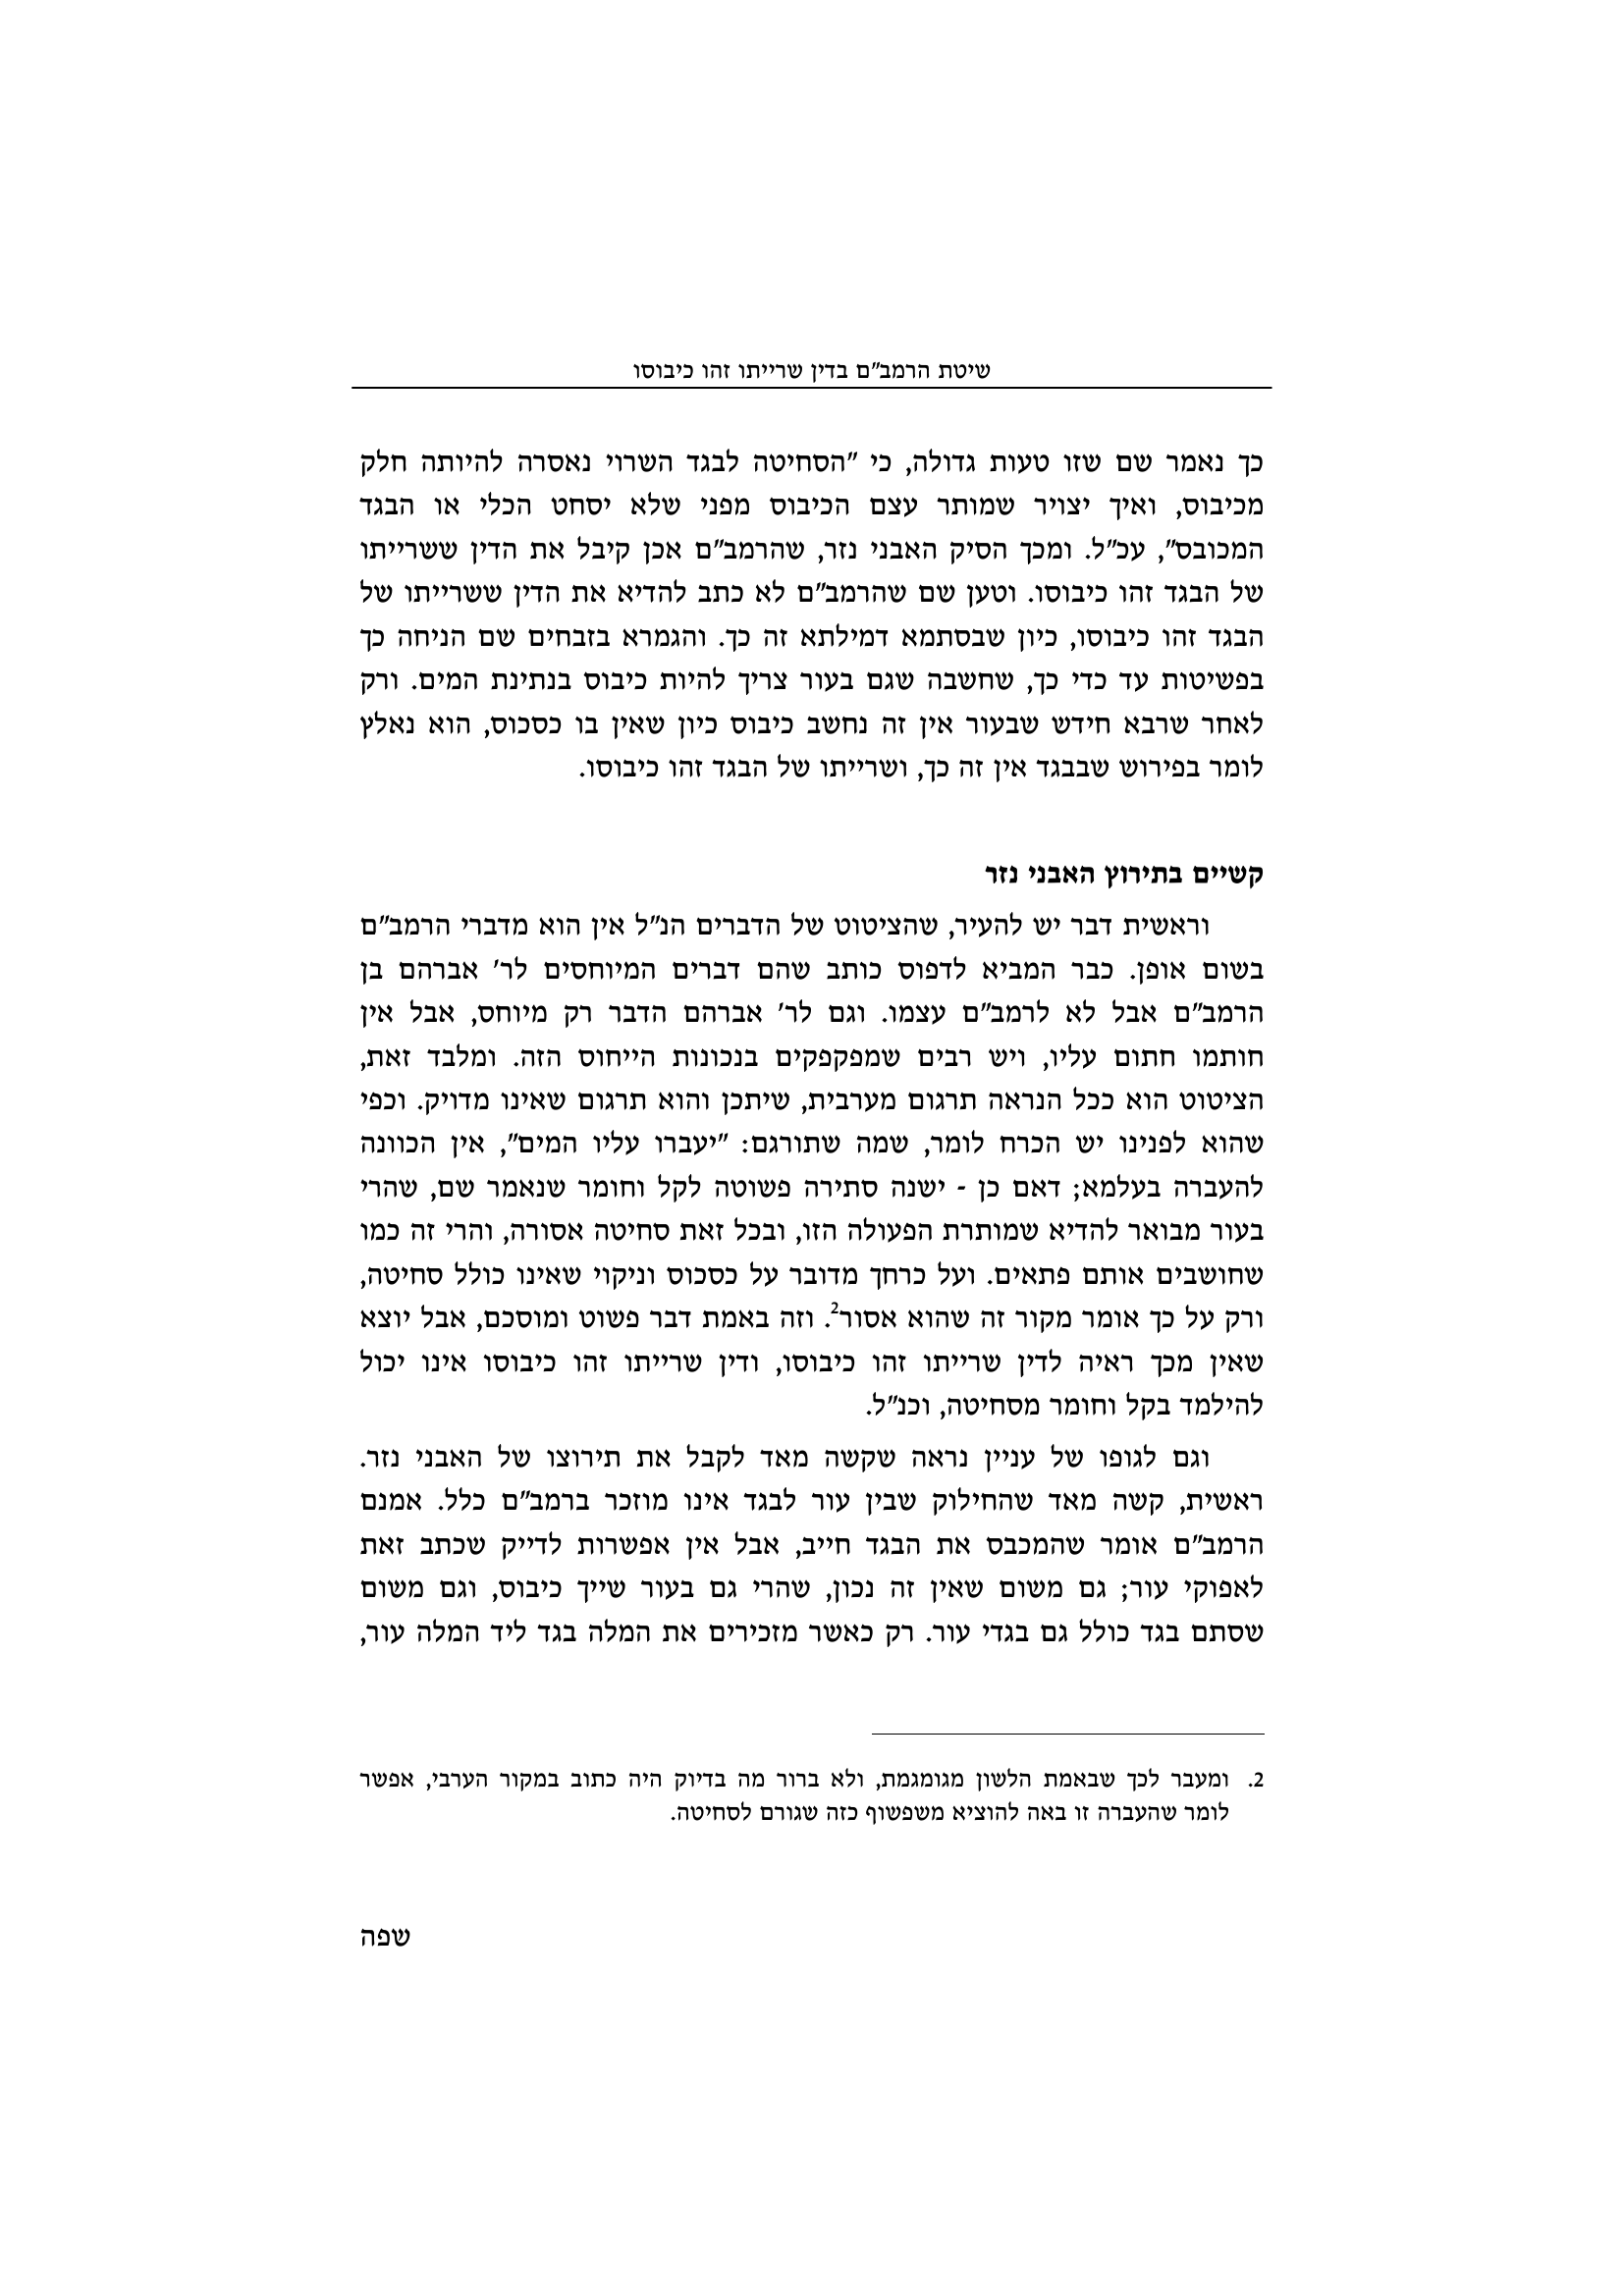 שיטת הרמב"ם בדין שרייתו זהו כיבוסו
כך נאמר שם שזו טעות גדולה, כי "הסחיטה לבגד השרוי נאסרה להיותה חלק
מכיבוס, ואיך יצויר שמותר עצם הכיבוס מפני שלא יסחט הכלי או הבגד
המכובס", עכ"ל. ומכך הסיק האבני נזר, שהרמב"ם אכן קיבל את הדין ששרייתו
של הבגד זהו כיבוסו. וטען שם שהרמב"ם לא כתב להדיא את הדין ששרייתו של
הבגד זהו כיבוסו, כיון שבסתמא דמילתא זה כך. והגמרא בזבחים שם הניחה כך
בפשיטות עד כדי כך, שחשבה שגם בעור צריך להיות כיבוס בנתינת המים. ורק
לאחר שרבא חידש שבעור אין זה נחשב כיבוס כיון שאין בו כסכוס, הוא נאלץ
לומר בפירוש שבבגד אין זה כך, ושרייתו של הבגד זהו כיבוסו.
קשיים בתירוץ האבני נזר
וראשית דבר יש להעיר, שהציטוט של הדברים הנ"ל אין הוא מדברי הרמב"ם
בשום אופן. כבר המביא לדפוס כותב שהם דברים המיוחסים לר' אברהם בן
הרמב"ם אבל לא לרמב"ם עצמו. וגם לר' אברהם הדבר רק מיוחס, אבל אין
חותמו חתום עליו, ויש רבים שמפקפקים בנכונות הייחוס הזה. ומלבד זאת,
הציטוט הוא ככל הנראה תרגום מערבית, שיתכן והוא תרגום שאינו מדויק. וכפי
שהוא לפנינו יש הכרח לומר, שמה שתורגם: "יעברו עליו המים", אין הכוונה
להעברה בעלמא; דאם כן - ישנה סתירה פשוטה לקל וחומר שנאמר שם, שהרי
בעור מבואר להדיא שמותרת הפעולה הזו, ובכל זאת סחיטה אסורה, והרי זה כמו
שחושבים אותם פתאים. ועל כרחך מדובר על כסכוס וניקוי שאינו כולל סחיטה,
ורק על כך אומר מקור זה שהוא אסור2. וזה באמת דבר פשוט ומוסכם, אבל יוצא
שאין מכך ראיה לדין שרייתו זהו כיבוסו, ודין שרייתו זהו כיבוסו אינו יכול
להילמד בקל וחומר מסחיטה, וכנ"ל.
וגם לגופו של עניין נראה שקשה מאד לקבל את תירוצו של האבני נזר.
ראשית, קשה מאד שהחילוק שבין עור לבגד אינו מוזכר ברמב"ם כלל. אמנם
הרמב"ם אומר שהמכבס את הבגד חייב, אבל אין אפשרות לדייק שכתב זאת
לאפוקי עור; גם משום שאין זה נכון, שהרי גם בעור שייך כיבוס, וגם משום
שסתם בגד כולל גם בגדי עור. רק כאשר מזכירים את המלה בגד ליד המלה עור,
2. ומעבר לכך שבאמת הלשון מגומגמת, ולא ברור מה בדיוק היה כתוב במקור הערבי, אפשר
לומר שהעברה זו באה להוציא משפשוף כזה שגורם לסחיטה.
שפה